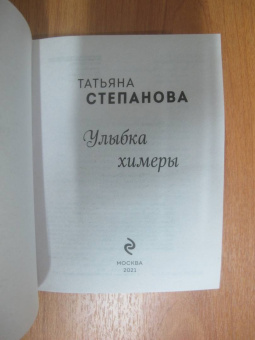 ТАТЬЯНА
СТЕПАНОВА
Улыбка
химеры
МОСКВА
2021